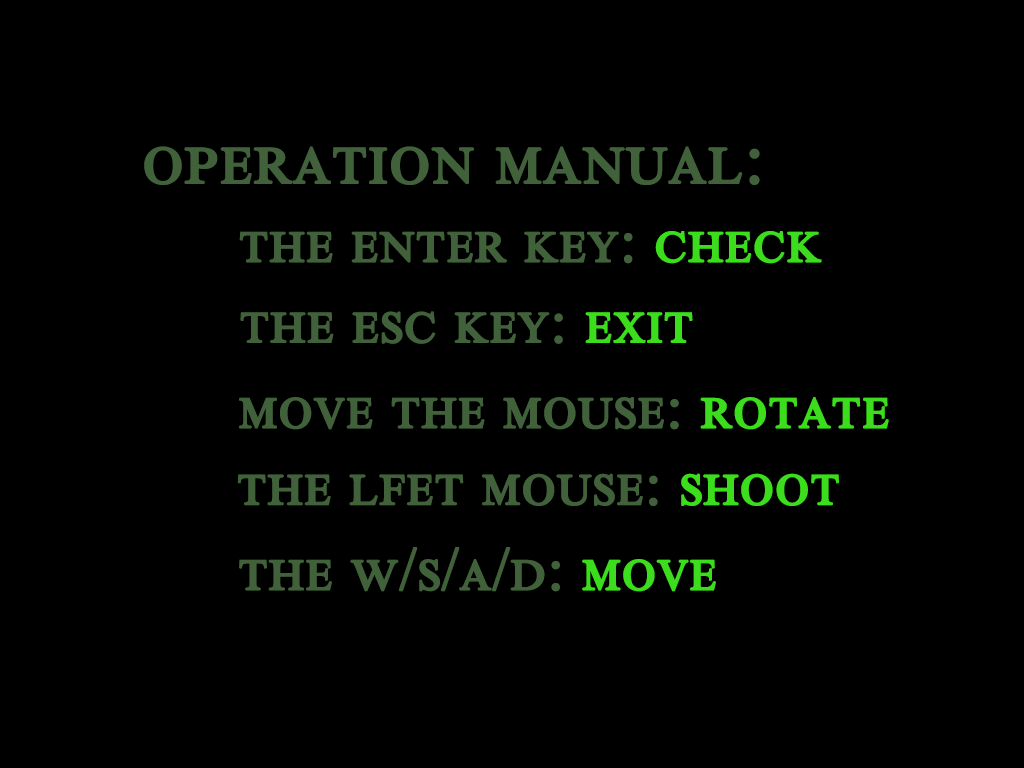 OPERATION MANUAL:
THE ENTER KEY: CHECK
THE ESC KEY: EXIT
MOVE THE MOUSE: ROTATE
THE LFET MOUSE: SHOOT
THE W/S/A/D: MOVE